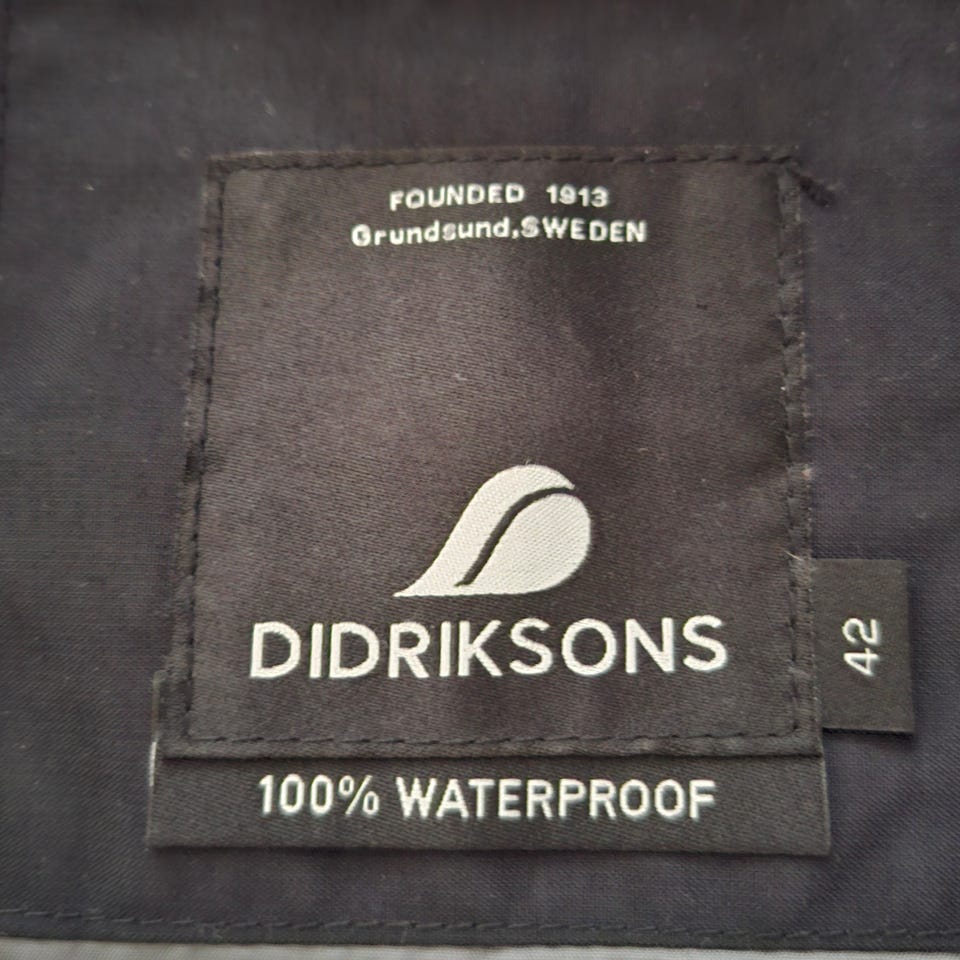 FOUNDED 1913
Grundsund,SWEDEN
DIDRIKSONS
42
100% WATERPROOF